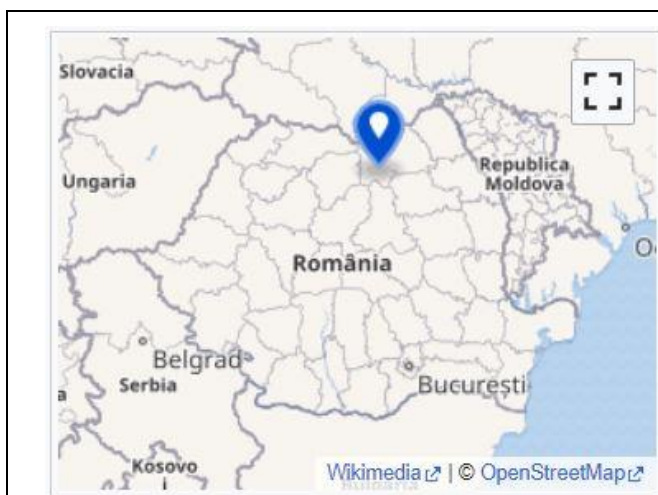 Slovacia
Ungaria
Republica
Moldova
România
Belgrad
București
Serbia
Kosovo
Wikimedia | © OpenStreetMap